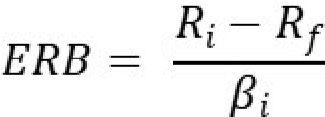 ERB = (R_i − R_f) / β_i